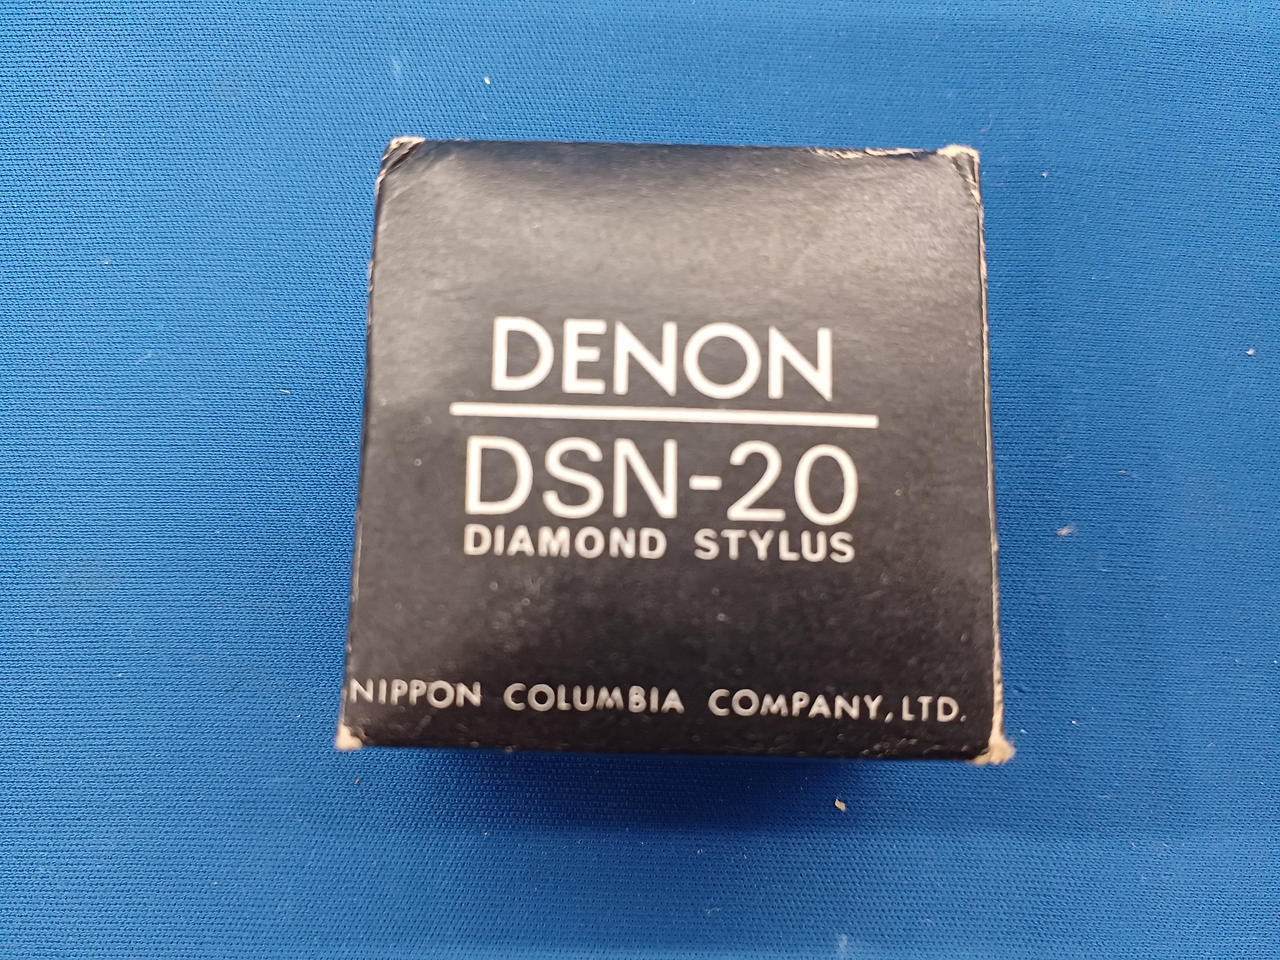 DENON
DSN-20
DIAMOND STYLUS
NIPPON COLUMBIA COMPANY, LTD.